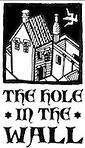 THE HOLE
IN THE
WALL